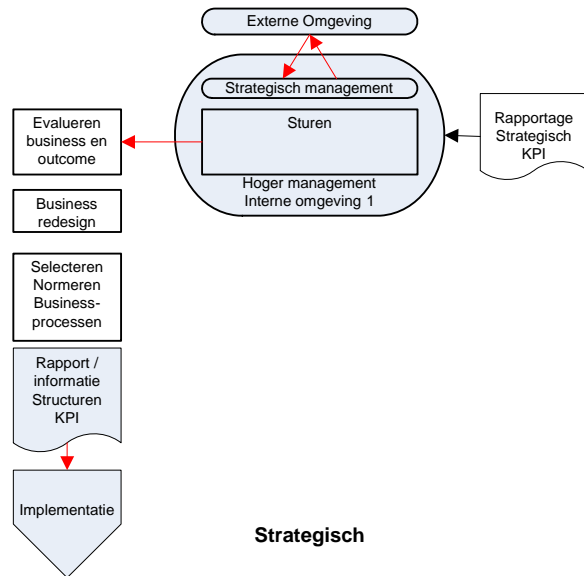 Externe Omgeving
Strategisch management
Sturen
Hoger management
Interne omgeving 1
Rapportage
Strategisch
KPI
Evalueren
business en
outcome
Business
redesign
Selecteren
Normeren
Business-
processen
Rapport /
informatie
Structuren
KPI
Implementatie
Strategisch